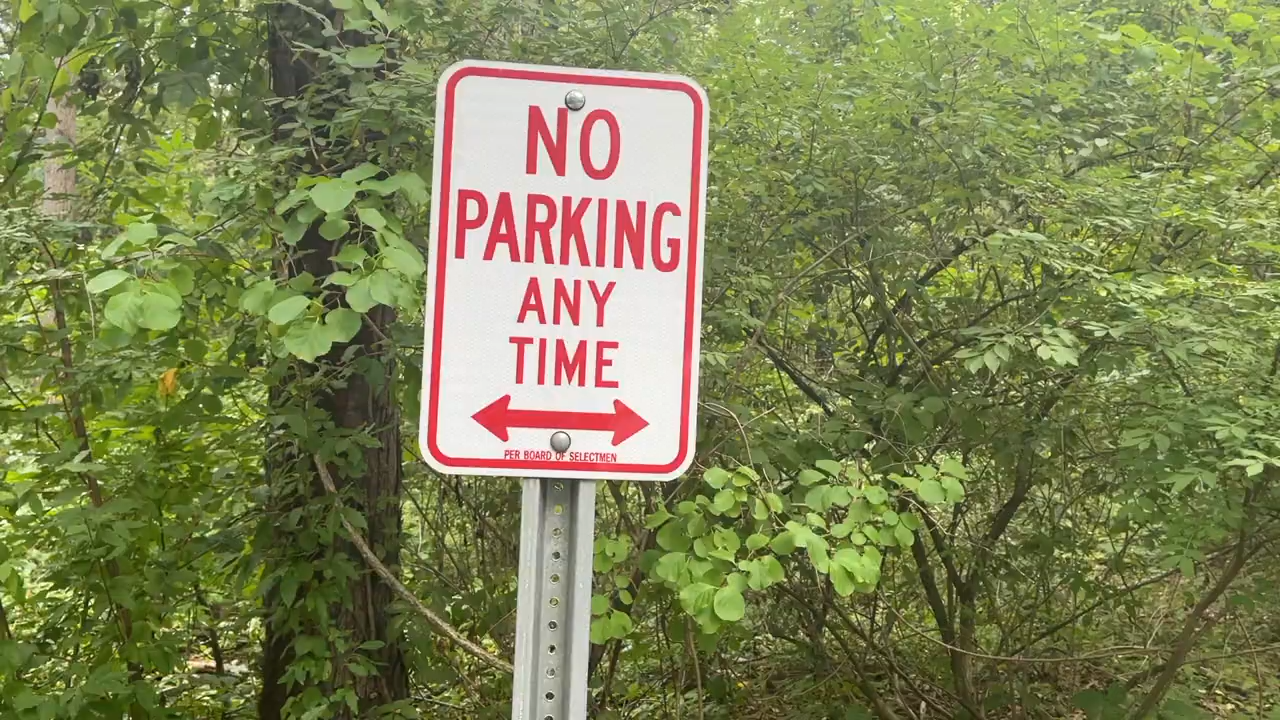 NO
PARKING
ANY
TIME
PER BOARD OF SELECTMEN